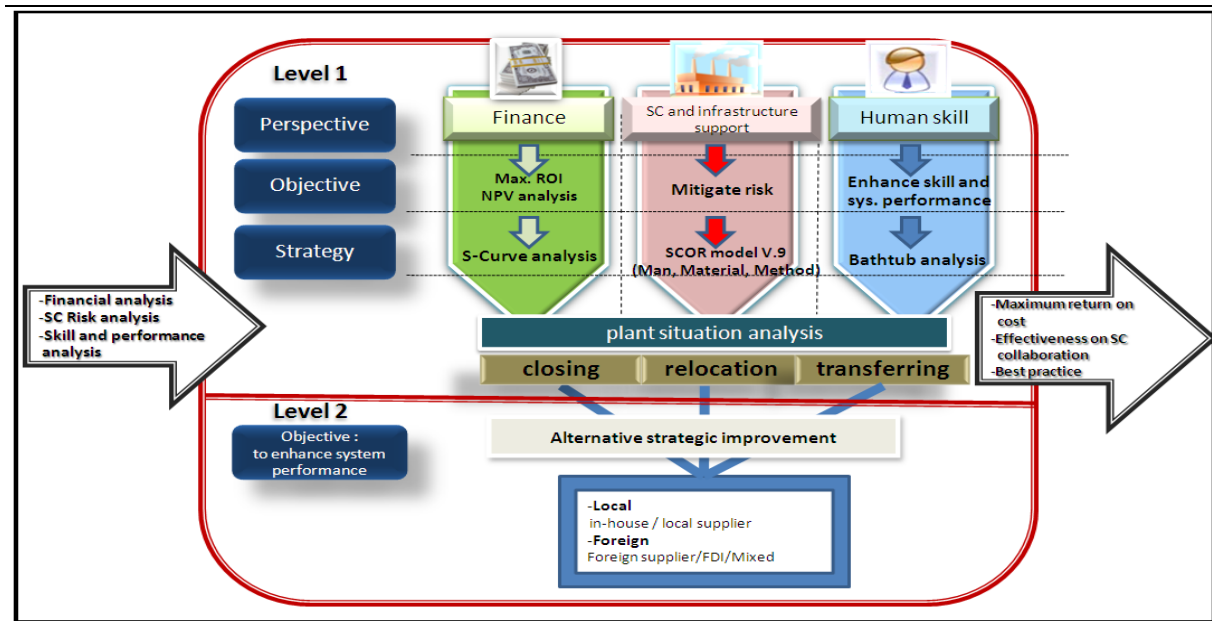 Level 1
Perspective
Objective
Strategy
Finance
SC and infrastructure
support
Human skill
Max. ROI
NPV analysis
Mitigate risk
Enhance skill and
sys. performance
S-Curve analysis
SCOR model V.9
(Man, Material, Method)
Bathtub analysis
-Financial analysis
-SC Risk analysis
-Skill and performance
analysis
-Maximum return on
cost
-Effectiveness on SC
collaboration
-Best practice
plant situation analysis
closing
relocation
transferring
Level 2
Objective :
to enhance system
performance
Alternative strategic improvement
-Local
in-house / local supplier
-Foreign
Foreign supplier/FDI/Mixed